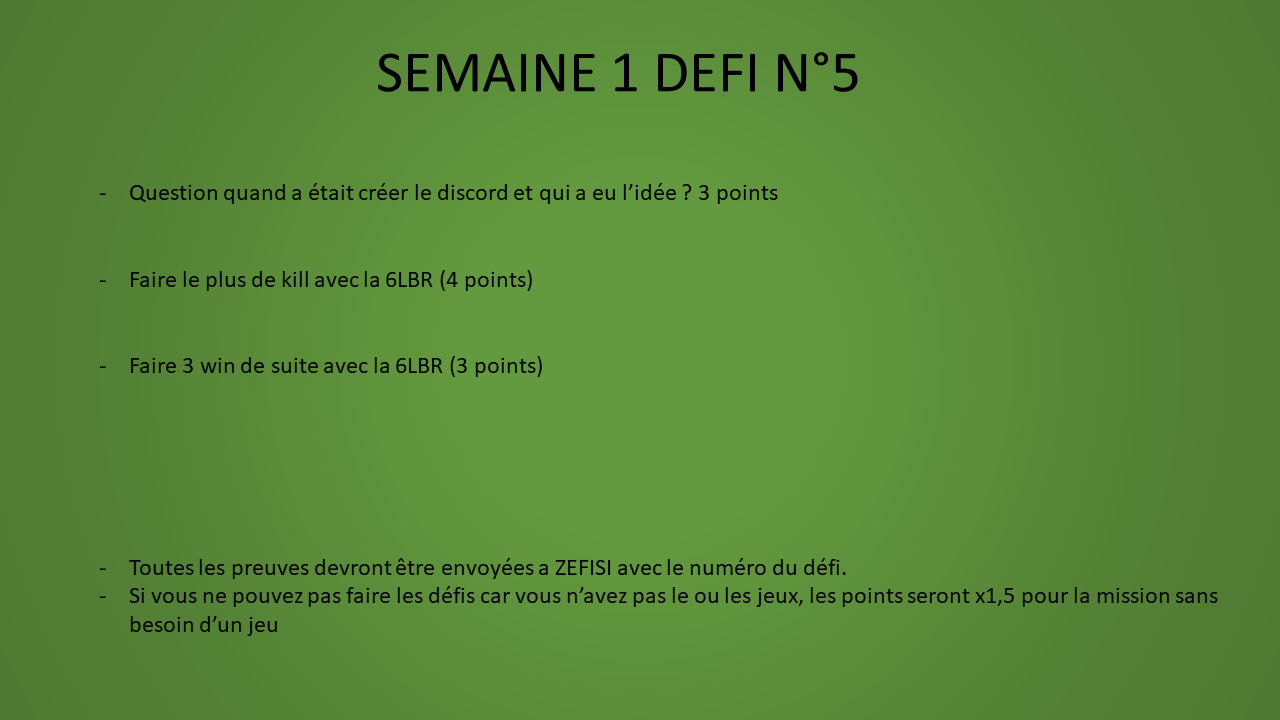 SEMAINE 1 DEFI N°5
- Question quand a était créer le discord et qui a eu l’idée ? 3 points
- Faire le plus de kill avec la 6LBR (4 points)
- Faire 3 win de suite avec la 6LBR (3 points)
- Toutes les preuves devront être envoyées a ZEFISI avec le numéro du défi.
- Si vous ne pouvez pas faire les défis car vous n’avez pas le ou les jeux, les points seront x1,5 pour la mission sans
besoin d’un jeu